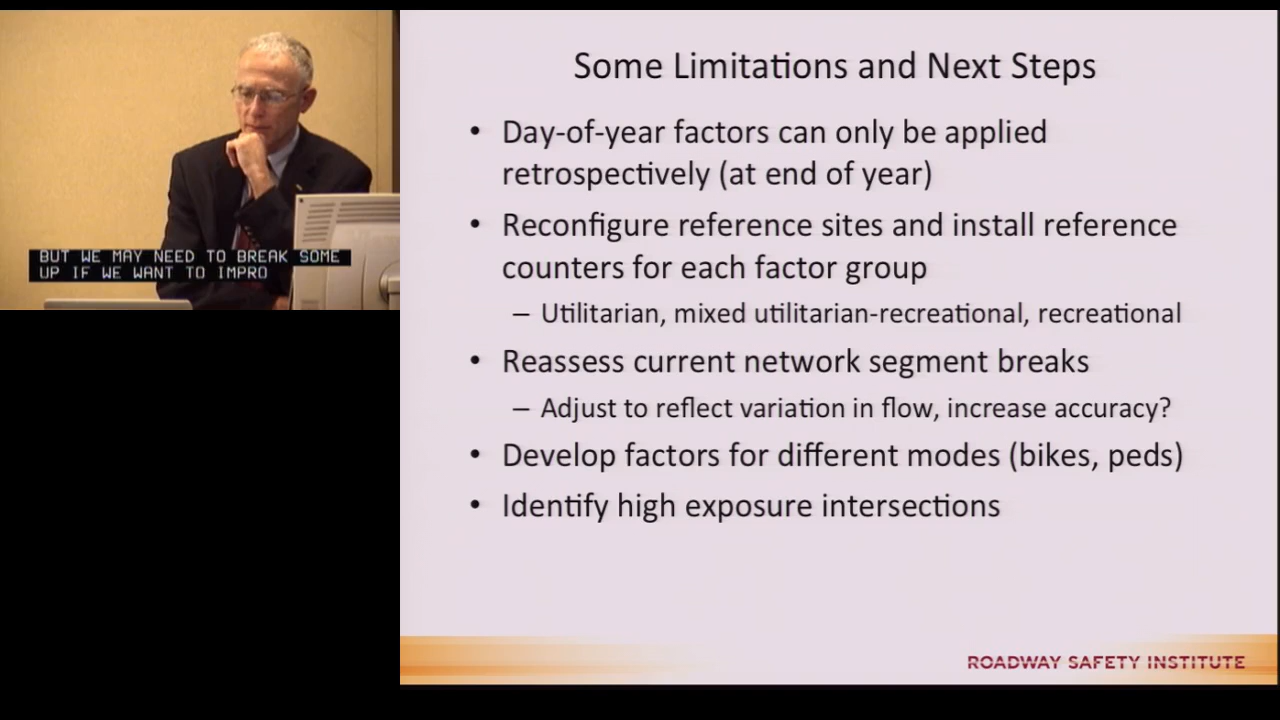 BUT WE MAY NEED TO BREAK SOME
UP IF WE WANT TO IMPRO
Some Limitations and Next Steps
• Day-of-year factors can only be applied
retrospectively (at end of year)
• Reconfigure reference sites and install reference
counters for each factor group
– Utilitarian, mixed utilitarian-recreational, recreational
• Reassess current network segment breaks
– Adjust to reflect variation in flow, increase accuracy?
• Develop factors for different modes (bikes, peds)
• Identify high exposure intersections
ROADWAY SAFETY INSTITUTE